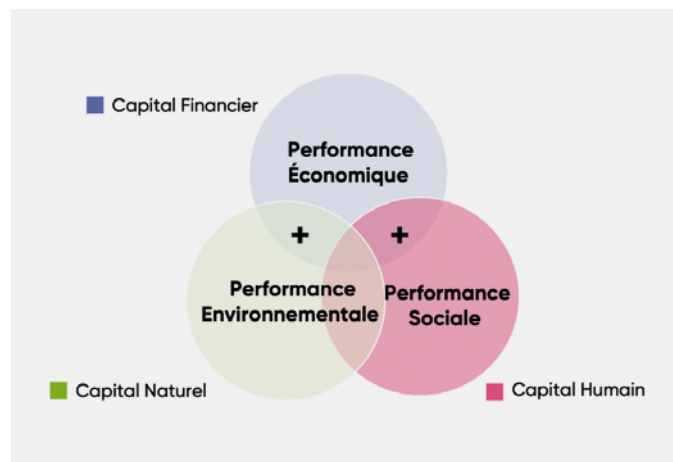 Capital Financier
Performance
Économique
+
+
Performance
Environnementale
Performance
Sociale
Capital Naturel
Capital Humain